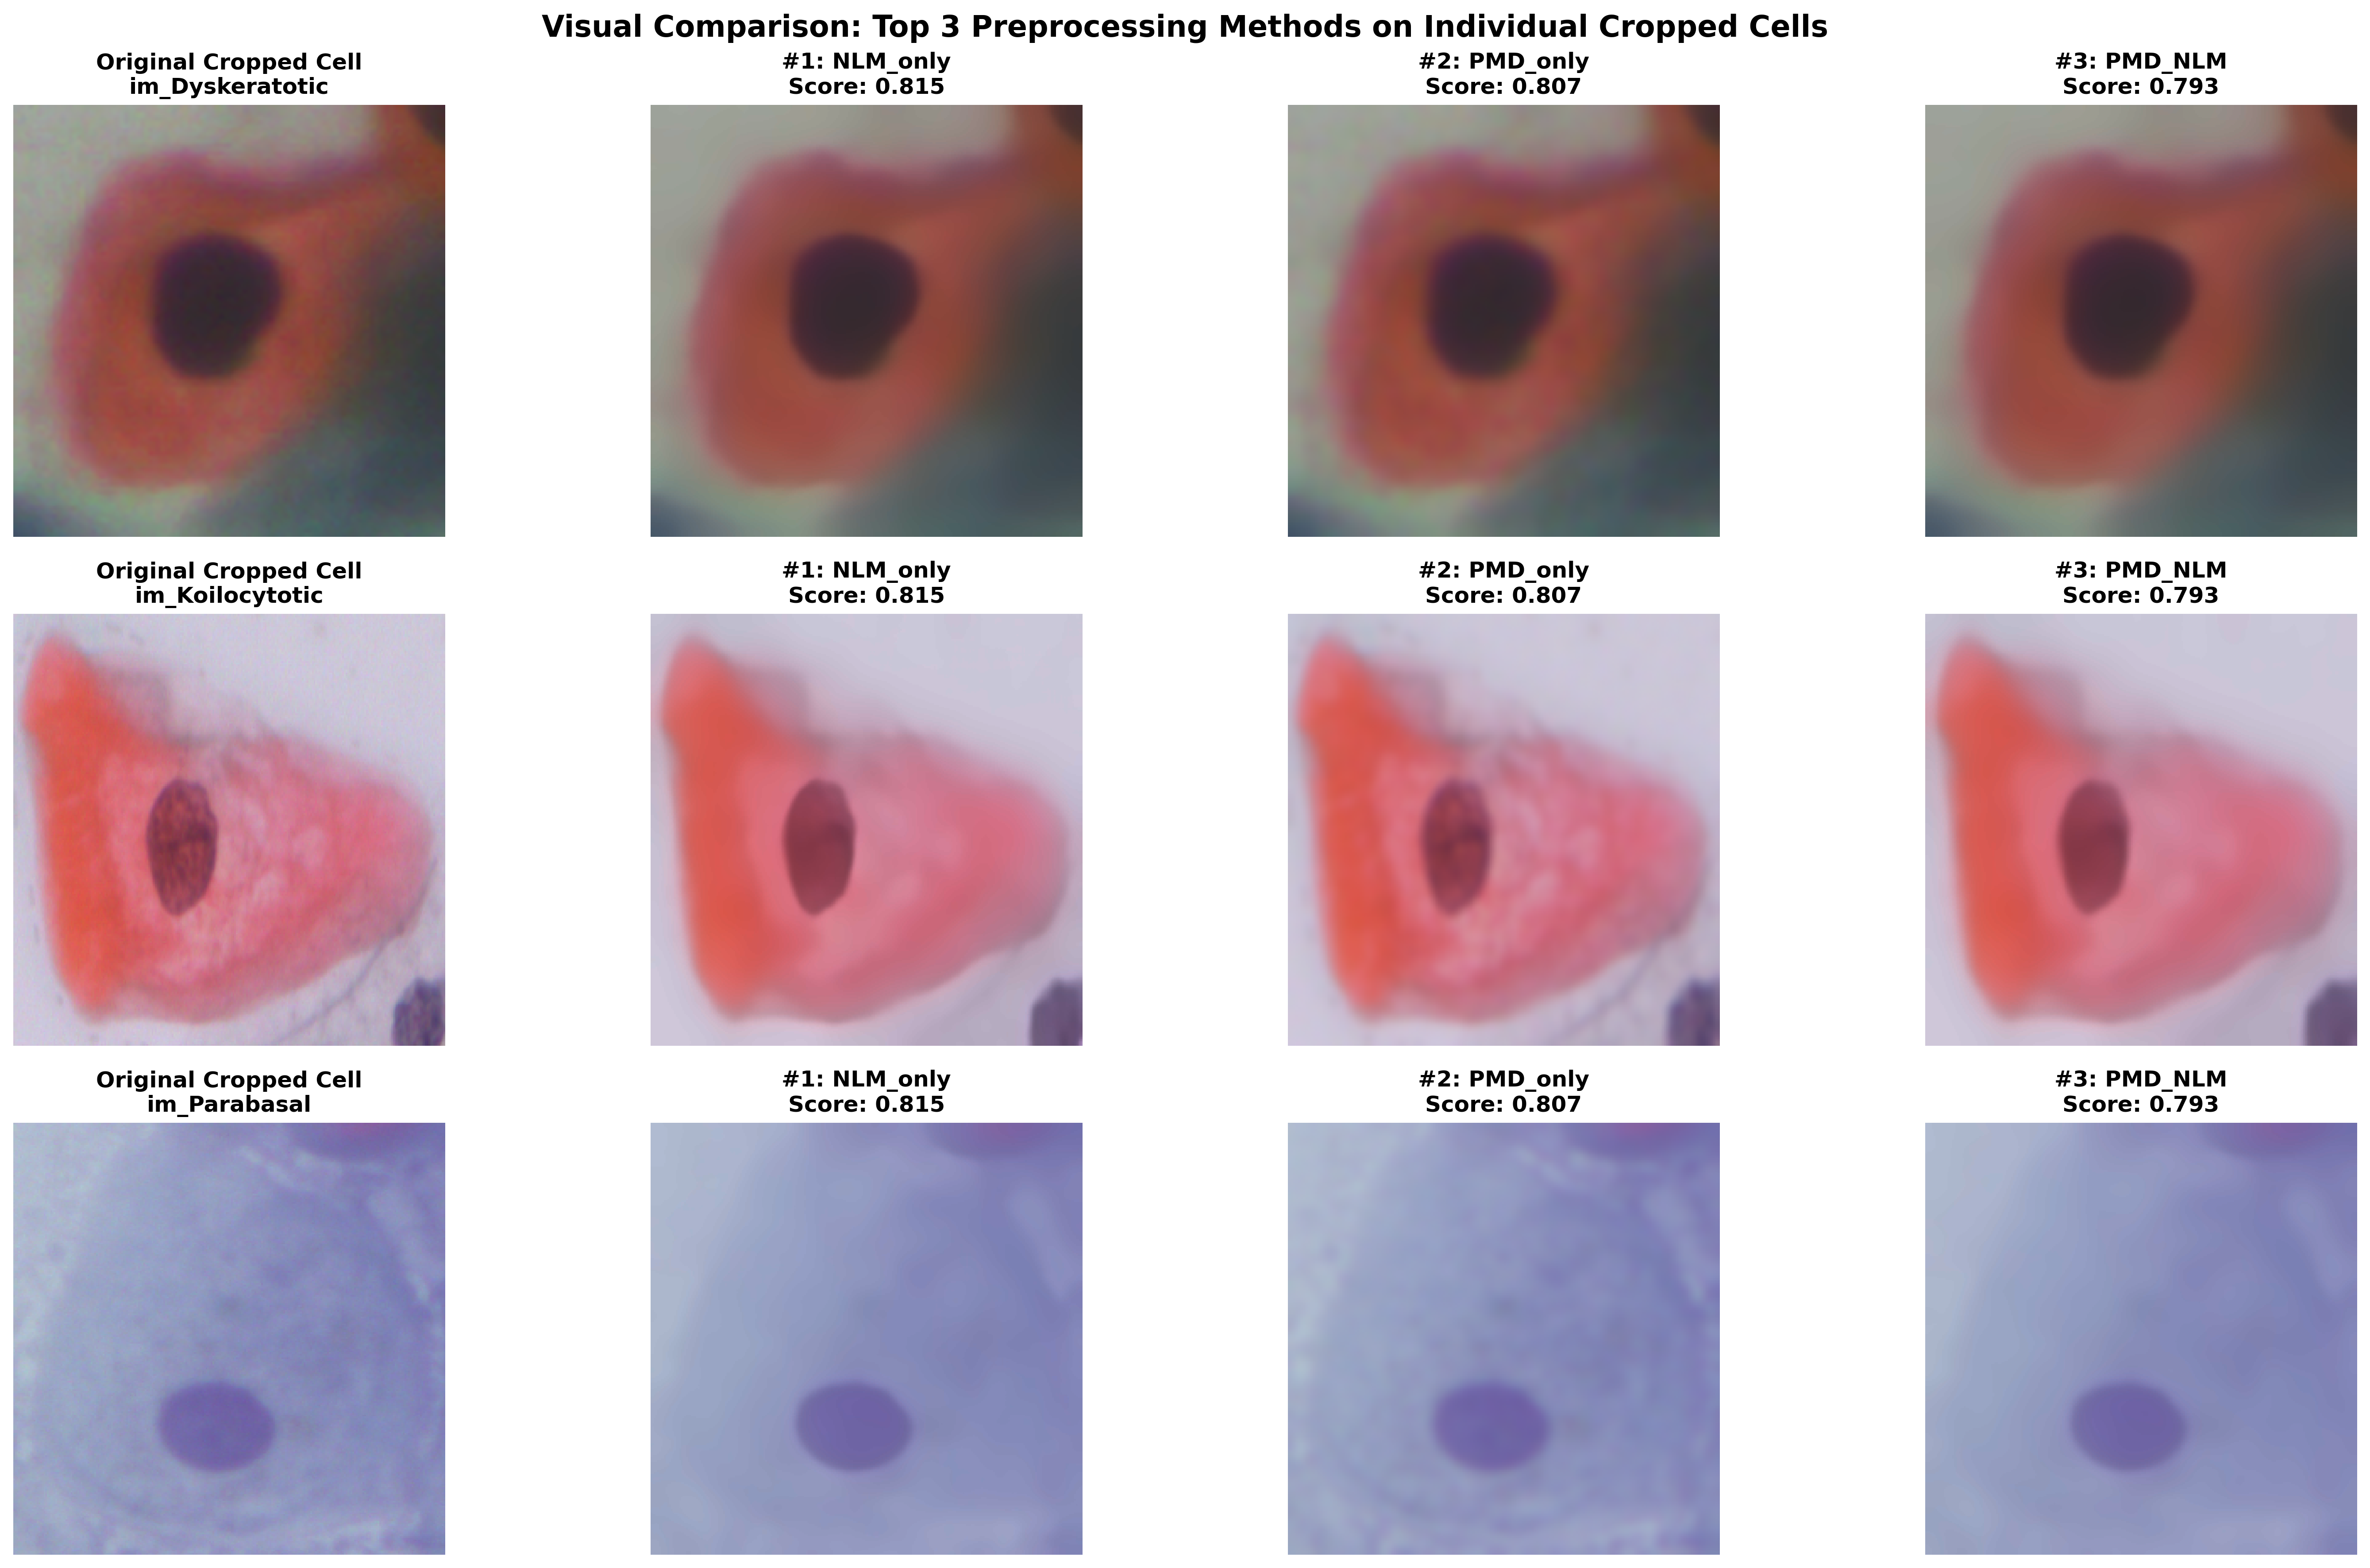 Visual Comparison: Top 3 Preprocessing Methods on Individual Cropped Cells
Original Cropped Cell
im_Dyskeratotic
#1: NLM_only
Score: 0.815
#2: PMD_only
Score: 0.807
#3: PMD_NLM
Score: 0.793
Original Cropped Cell
im_Koilocytotic
#1: NLM_only
Score: 0.815
#2: PMD_only
Score: 0.807
#3: PMD_NLM
Score: 0.793
Original Cropped Cell
im_Parabasal
#1: NLM_only
Score: 0.815
#2: PMD_only
Score: 0.807
#3: PMD_NLM
Score: 0.793